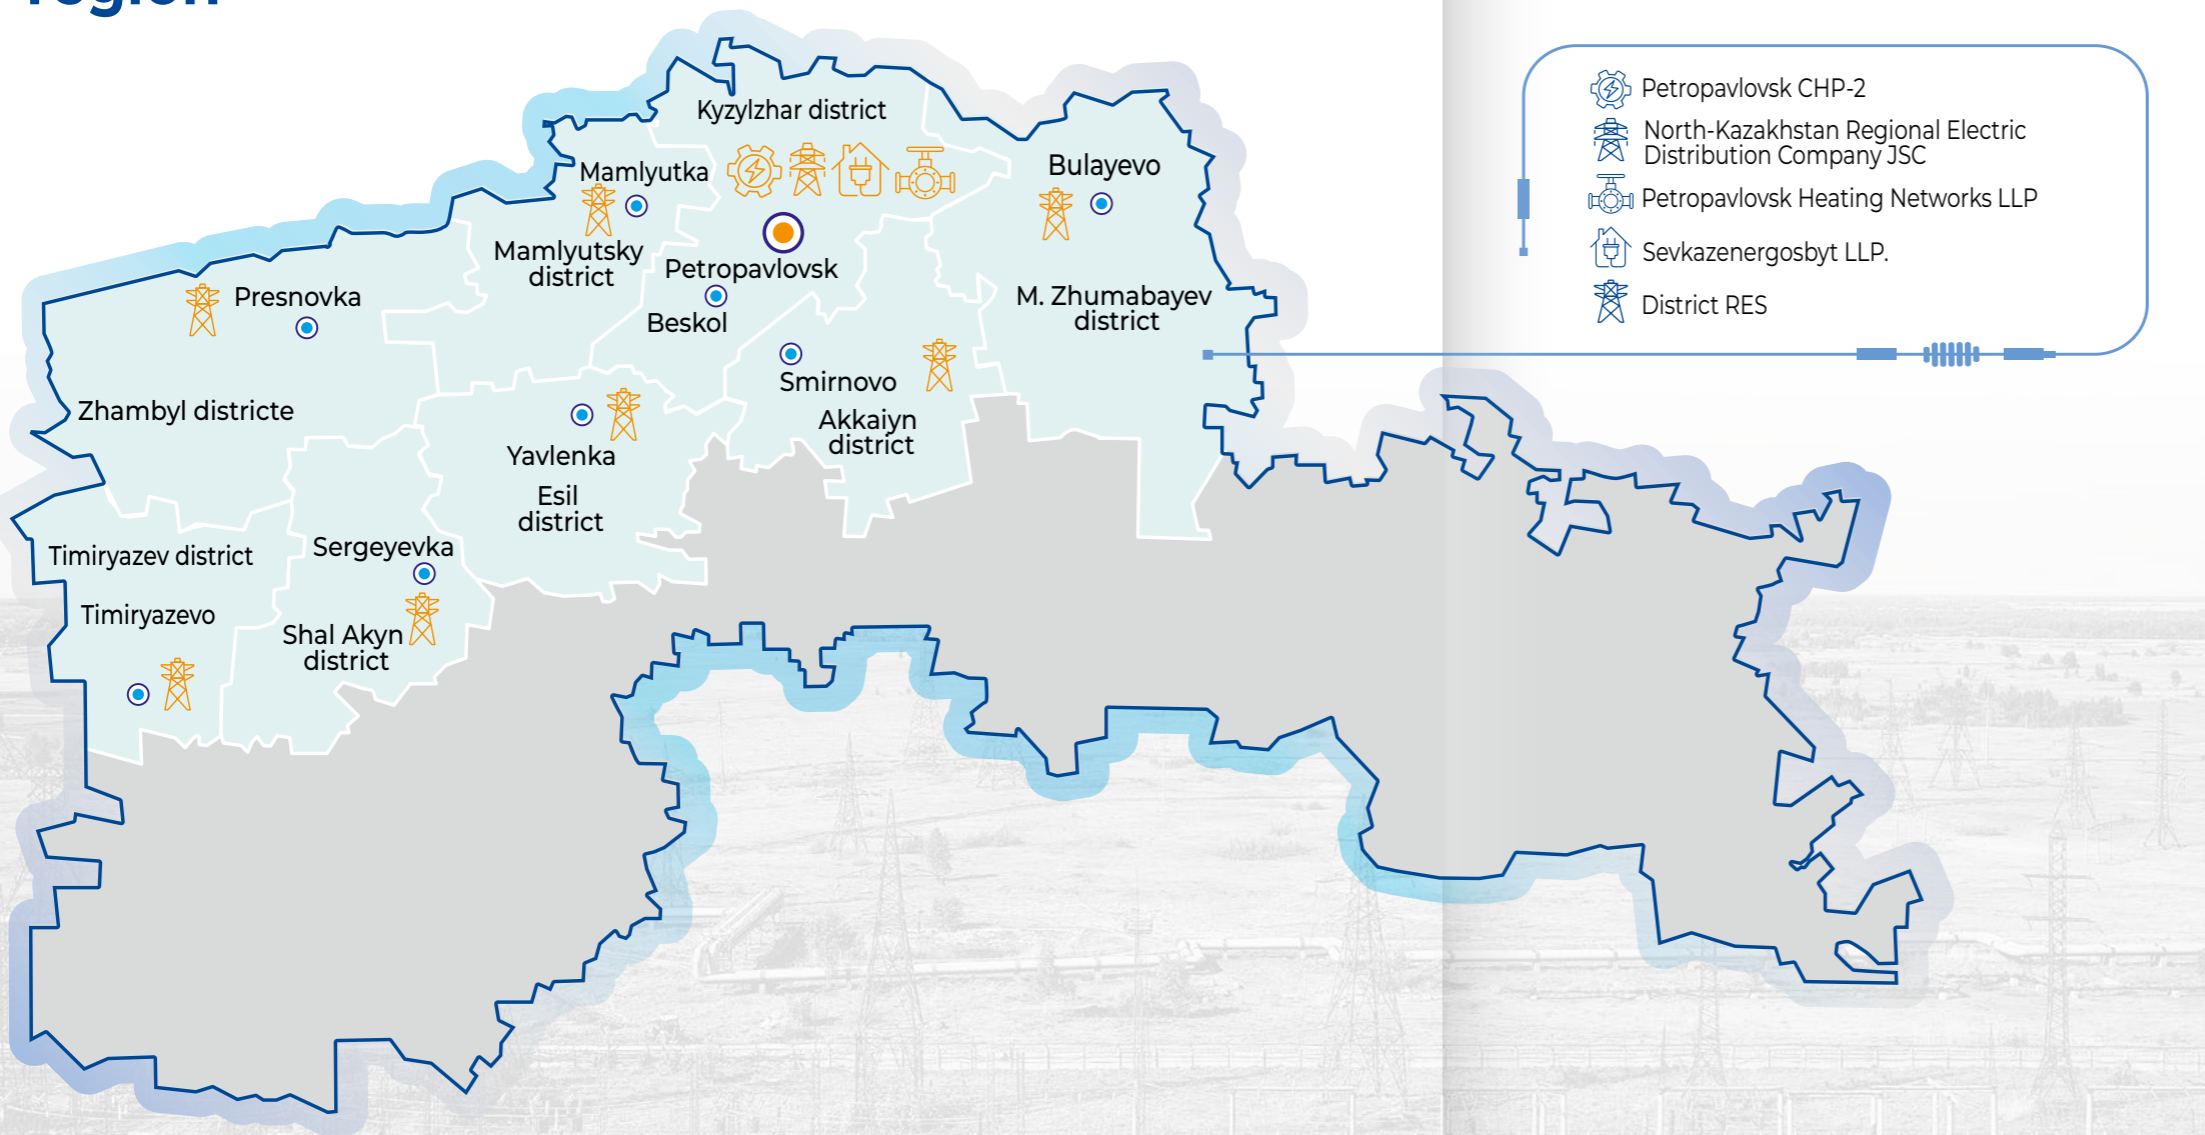 region
Kyzylzhar district
Mamlyutka
Mamlyutsky
district
Petropavlovsk
Beskol
Bulayevo
M. Zhumabayev
district
Presnovka
Zhambyl districte
Smirnovo
Akkaiyn
district
Yavlenka
Esil
district
Timiryazev district
Timiryazevo
Sergeyevka
Shal Akyn
district
Petropavlovsk CHP-2
North-Kazakhstan Regional Electric
Distribution Company JSC
Petropavlovsk Heating Networks LLP
Sevkazenergosbyt LLP.
District RES